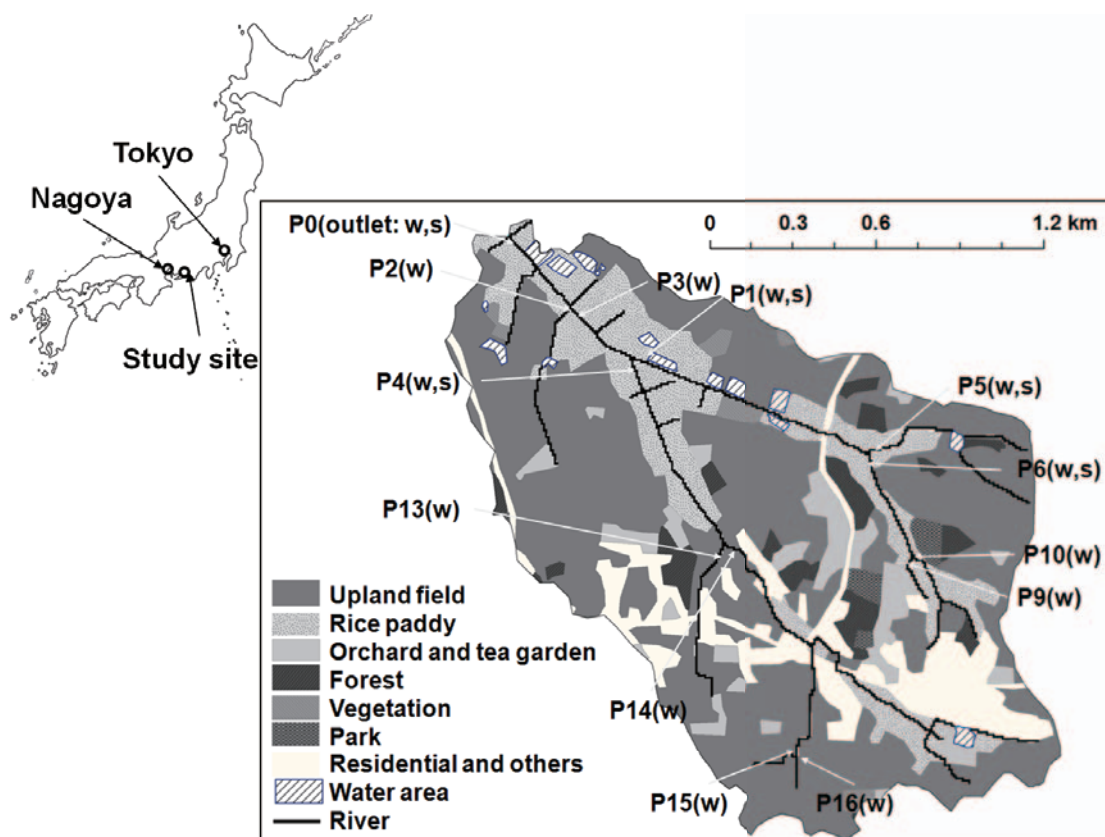 Tokyo
Nagoya
Study site
P0(outlet: w,s)
0 0.3 0.6 1.2 km
P2(w)
P3(w)
P1(w,s)
P4(w,s)
P5(w,s)
P6(w,s)
P13(w)
P10(w)
P9(w)
P14(w)
P15(w)
P16(w)
Upland field
Rice paddy
Orchard and tea garden
Forest
Vegetation
Park
Residential and others
Water area
River